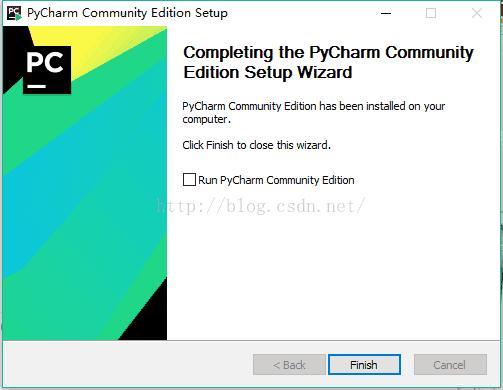 PyCharm Community Edition Setup
PC
Completing the PyCharm Community
Edition Setup Wizard
PyCharm Community Edition has been installed on your
computer.
Click Finish to close this wizard.
Run PyCharm Community Edition
http://blog.csdn.net/
< Back
Finish
Cancel